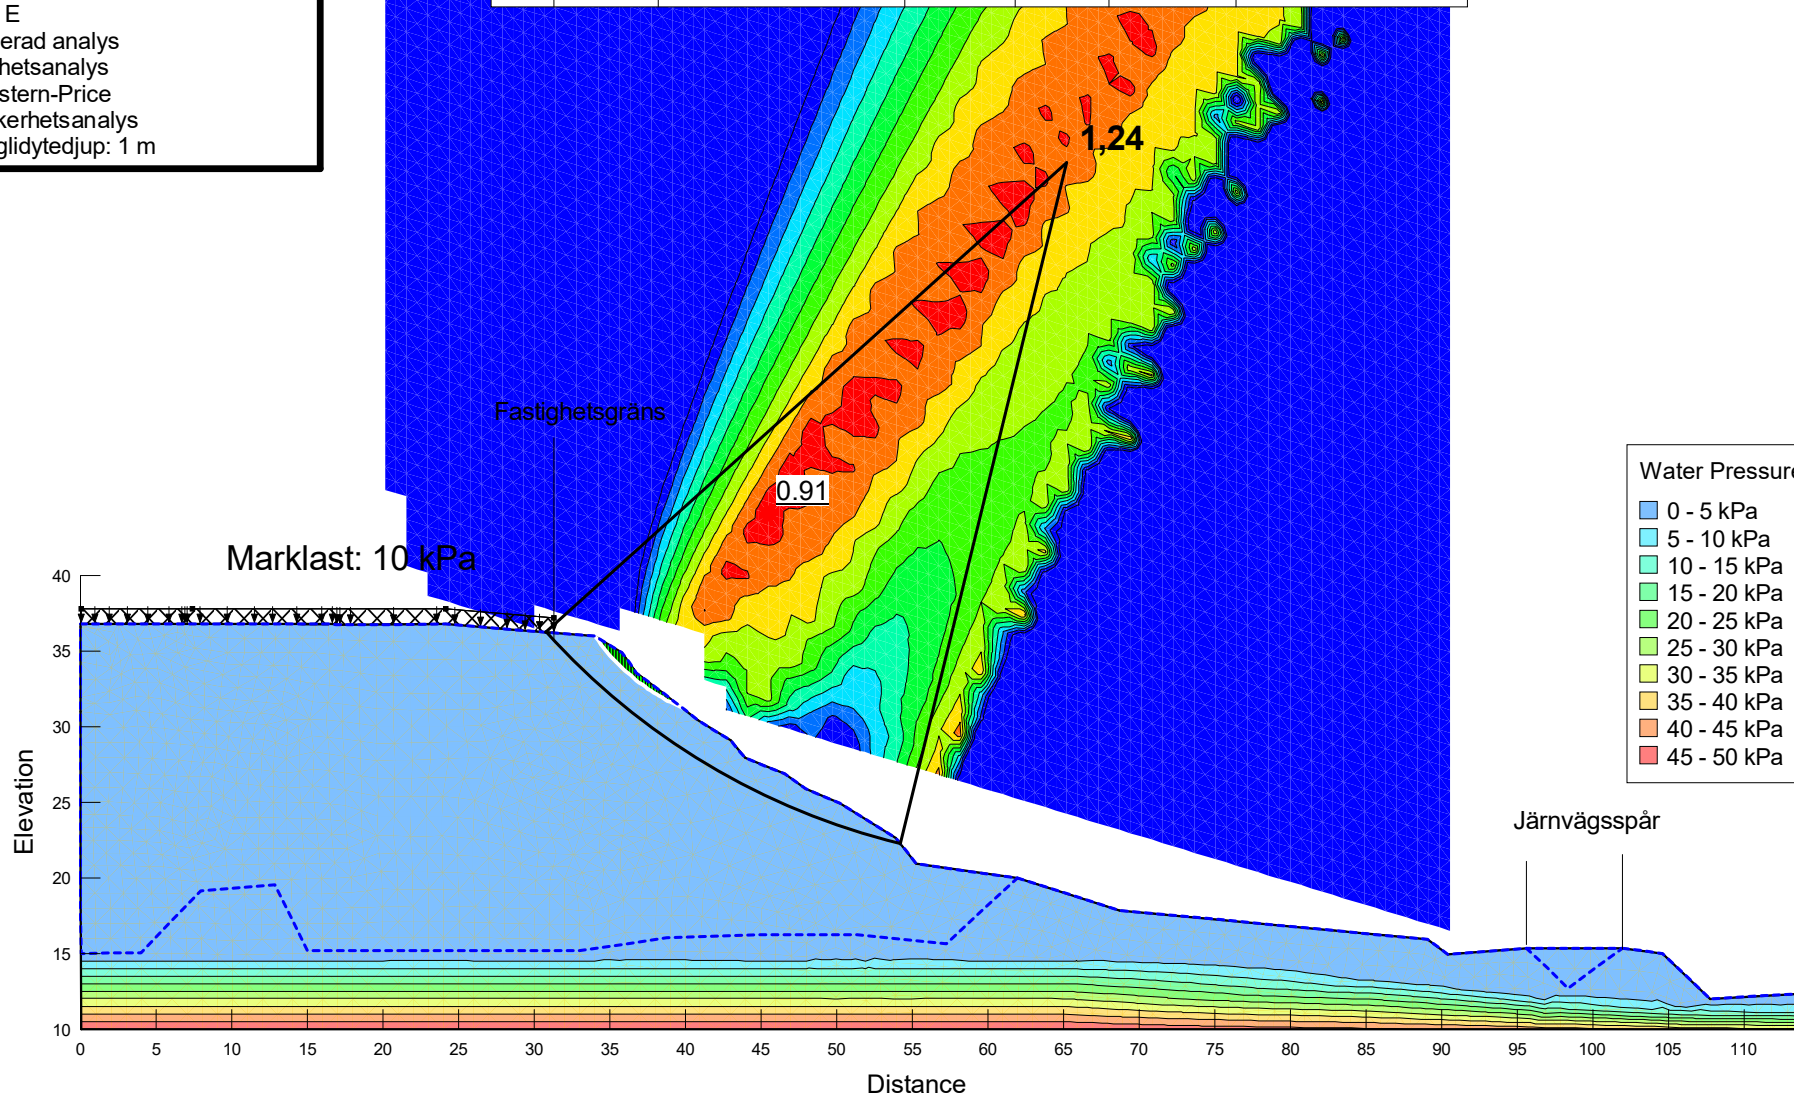 E
erad analys
hetsanalys
stern-Price
kerhetsanalys
glidytedjup: 1 m
1,24
Fastighetsgräns
0.91
Marklast: 10 kPa
Water Pressure
0 - 5 kPa
5 - 10 kPa
10 - 15 kPa
15 - 20 kPa
20 - 25 kPa
25 - 30 kPa
30 - 35 kPa
35 - 40 kPa
40 - 45 kPa
45 - 50 kPa
Järnvägsspår
Elevation
40
35
30
25
20
15
10
0 5 10 15 20 25 30 35 40 45 50 55 60 65 70 75 80 85 90 95 100 105 110
Distance